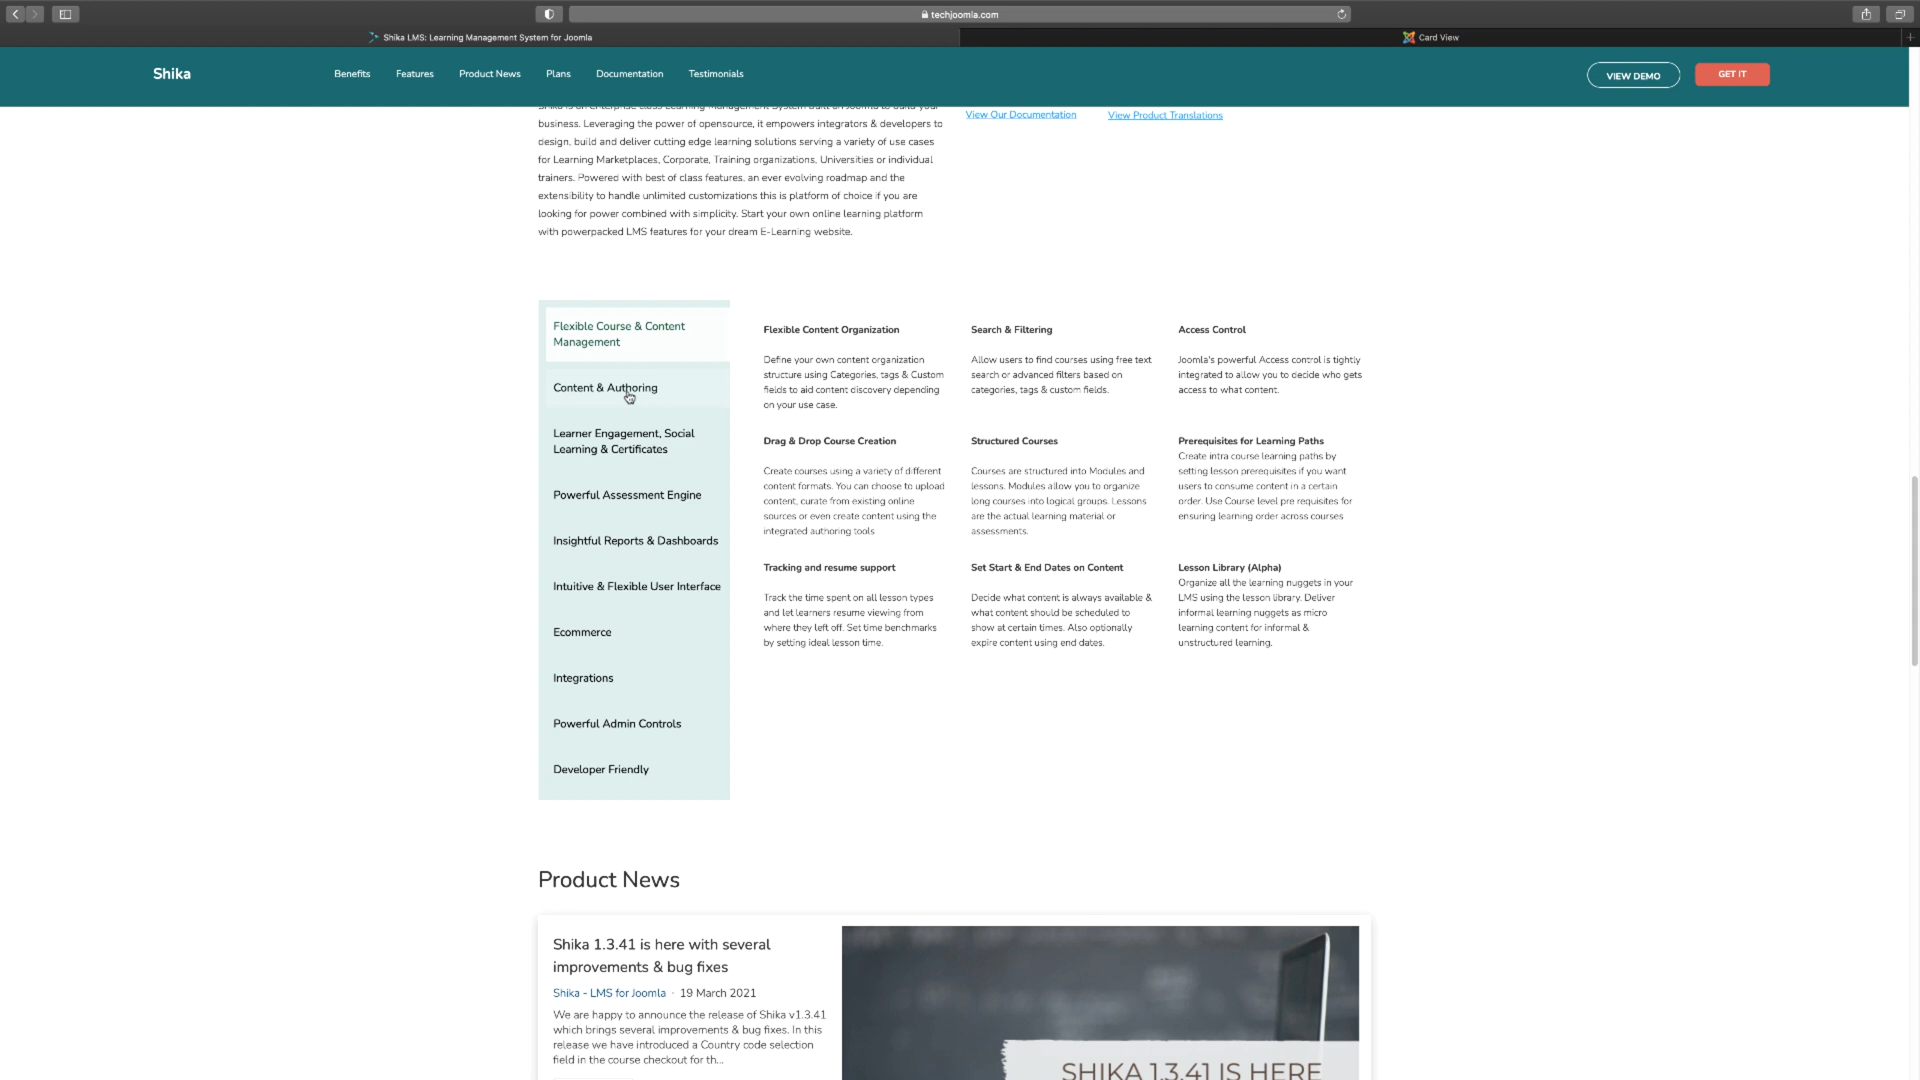 techjoomla.com
Shika LMS: Learning Management System for Joomla
Card View
Shika
Benefits
Features
Product News
Plans
Documentation
Testimonials
VIEW DEMO
GET IT
Shika is an Enterprise class Learning Management System built on Joomla to build your
business. Leveraging the power of opensource, it empowers integrators & developers to
design, build and deliver cutting edge learning solutions serving a variety of use cases
for Learning Marketplaces, Corporate, Training organizations, Universities or individual
trainers. Powered with best of class features, an ever evolving roadmap and the
extensibility to handle unlimited customizations this is platform of choice if you are
looking for power combined with simplicity. Start your own online learning platform
with powerpacked LMS features for your dream E-Learning website.
View Our Documentation
View Product Translations
Flexible Course & Content
Management
Content & Authoring
Learner Engagement, Social
Learning & Certificates
Powerful Assessment Engine
Insightful Reports & Dashboards
Intuitive & Flexible User Interface
Ecommerce
Integrations
Powerful Admin Controls
Developer Friendly
Flexible Content Organization
Define your own content organization
structure using Categories, tags & Custom
fields to aid content discovery depending
on your use case.
Search & Filtering
Allow users to find courses using free text
search or advanced filters based on
categories, tags & custom fields.
Access Control
Joomla's powerful Access control is tightly
integrated to allow you to decide who gets
access to what content.
Drag & Drop Course Creation
Create courses using a variety of different
content formats. You can choose to upload
content, curate from existing online
sources or even create content using the
integrated authoring tools
Structured Courses
Courses are structured into Modules and
lessons. Modules allow you to organize
long courses into logical groups. Lessons
are the actual learning material or
assessments.
Prerequisites for Learning Paths
Create intra course learning paths by
setting lesson prerequisites if you want
users to consume content in a certain
order. Use Course level pre requisites for
ensuring learning order across courses
Tracking and resume support
Track the time spent on all lesson types
and let learners resume viewing from
where they left off. Set time benchmarks
by setting ideal lesson time.
Set Start & End Dates on Content
Decide what content is always available &
what content should be scheduled to
show at certain times. Also optionally
expire content using end dates.
Lesson Library (Alpha)
Organize all the learning nuggets in your
LMS using the lesson library. Deliver
informal learning nuggets as micro
learning content for informal &
unstructured learning.
Product News
Shika 1.3.41 is here with several
improvements & bug fixes
Shika - LMS for Joomla · 19 March 2021
We are happy to announce the release of Shika v1.3.41
which brings several improvements & bug fixes. In this
release we have introduced a Country code selection
field in the course checkout for th...
SHIKA 1.3.41 IS HERE